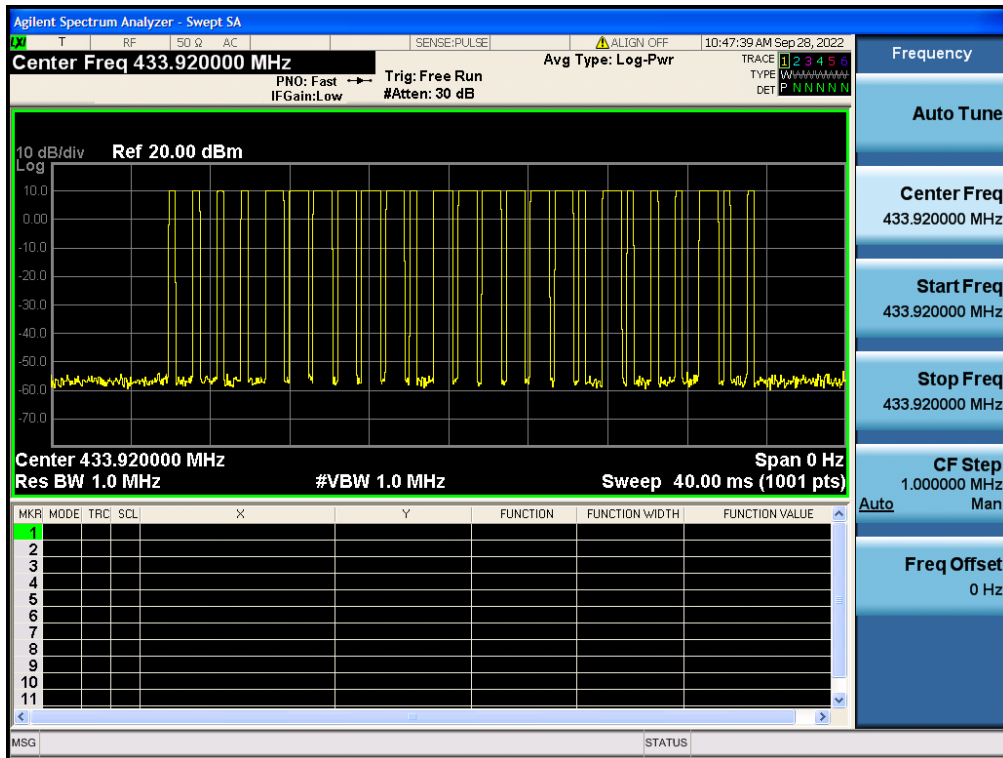 Agilent Spectrum Analyzer - Swept SA
LXI T RF 50 Ω AC SENSE:PULSE ALIGN OFF 10:47:39 AM Sep 28, 2022
Center Freq 433.920000 MHz
PNO: Fast
IFGain:Low
Trig: Free Run
#Atten: 30 dB
Avg Type: Log-Pwr
TRACE 1 2 3 4 5 6
TYPE W
DET P N N N N N
10 dB/div Ref 20.00 dBm
Log
10.0
0.00
-10.0
-20.0
-30.0
-40.0
-50.0
-60.0
-70.0
Center 433.920000 MHz Span 0 Hz
Res BW 1.0 MHz #VBW 1.0 MHz Sweep 40.00 ms (1001 pts)
MKR MODE TRC SCL X Y FUNCTION FUNCTION WIDTH FUNCTION VALUE
1
2
3
4
5
6
7
8
9
10
11
MSG STATUS
Frequency
Auto Tune
Center Freq
433.920000 MHz
Start Freq
433.920000 MHz
Stop Freq
433.920000 MHz
CF Step
1.000000 MHz
Auto Man
Freq Offset
0 Hz